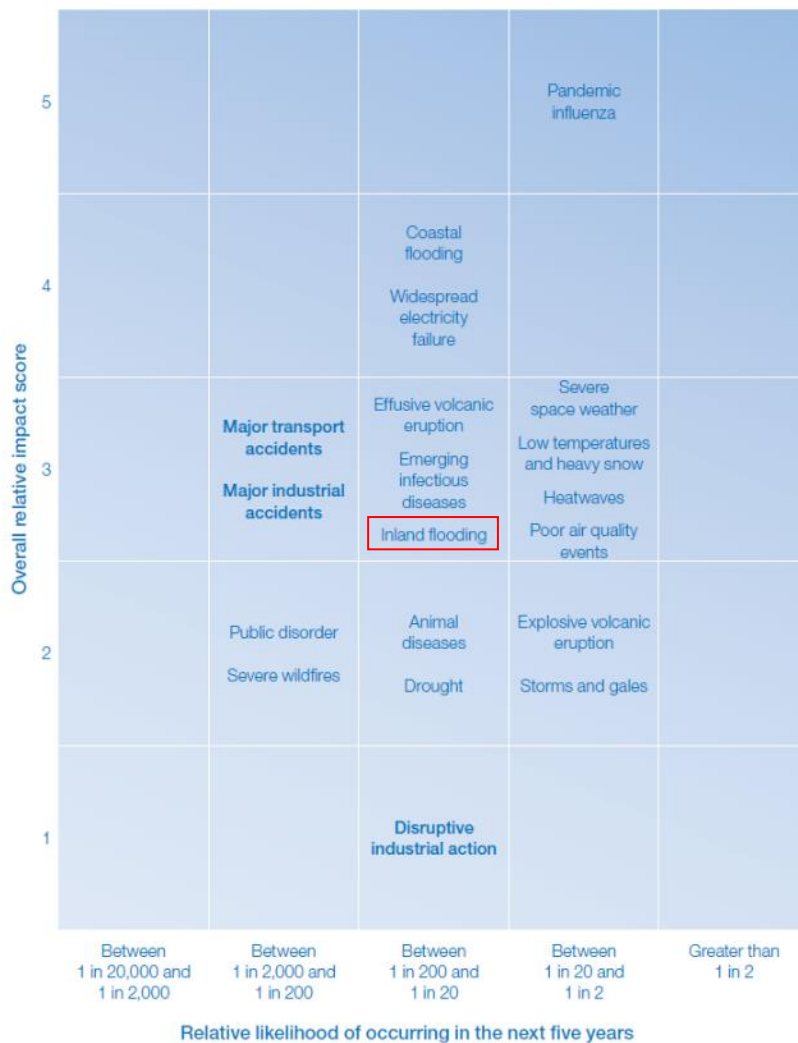 Overall relative impact score
5
Pandemic
influenza
4
Coastal
flooding
Widespread
electricity
failure
3
Major transport
accidents
Major industrial
accidents
Effusive volcanic
eruption
Emerging
infectious
diseases
Inland flooding
Severe
space weather
Low temperatures
and heavy snow
Heatwaves
Poor air quality
events
2
Public disorder
Severe wildfires
Animal
diseases
Drought
Explosive volcanic
eruption
Storms and gales
1
Disruptive
industrial action
Between
1 in 20,000 and
1 in 2,000
Between
1 in 2,000 and
1 in 200
Between
1 in 200 and
1 in 20
Between
1 in 20 and
1 in 2
Greater than
1 in 2
Relative likelihood of occurring in the next five years